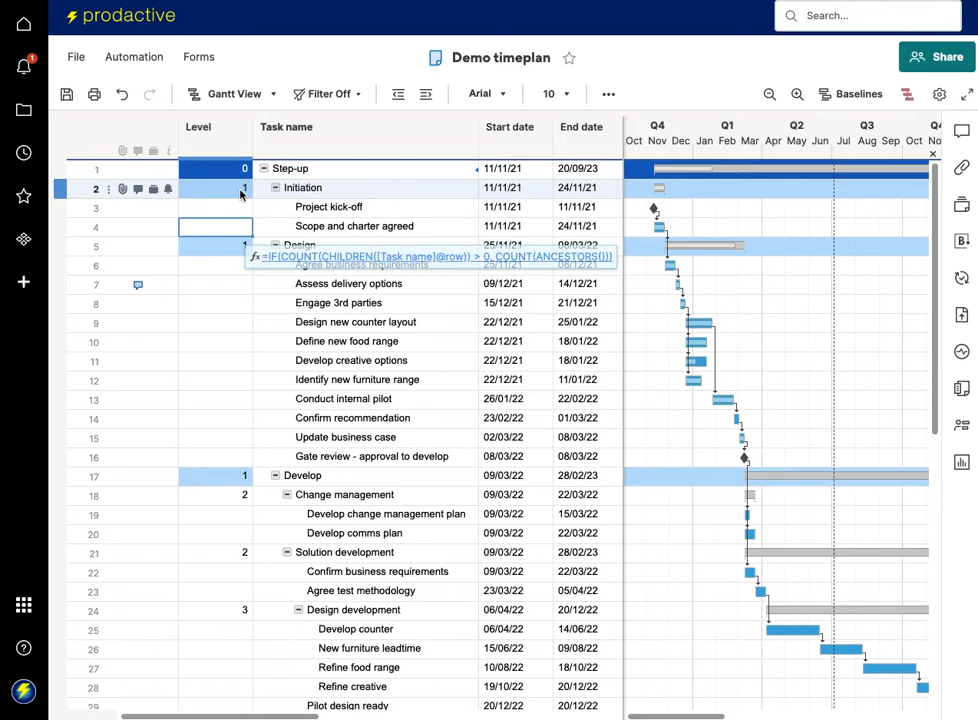 prodactive
Search...
1
File Automation Forms
Demo timeplan
Share
Gantt View
Filter Off
Arial
10
Baselines
Level Task name Start date End date
Q4 Q1 Q2 Q3 Q4
Oct Nov Dec Jan Feb Mar Apr May Jun Jul Aug Sep Oct
1 0 Step-up 11/11/21 20/09/23
2 1 Initiation 11/11/21 24/11/21
3 Project kick-off 11/11/21 11/11/21
4 Scope and charter agreed 11/11/21 24/11/21
5 1 Design 25/11/21 08/03/22
fx =IF(COUNT(CHILDREN([Task name]@row)) > 0, COUNT(ANCESTORS()))
6 Agree business requirements 25/11/21 08/12/21
7 Assess delivery options 09/12/21 14/12/21
8 Engage 3rd parties 15/12/21 21/12/21
9 Design new counter layout 22/12/21 25/01/22
10 Define new food range 22/12/21 18/01/22
11 Develop creative options 22/12/21 18/01/22
12 Identify new furniture range 22/12/21 11/01/22
13 Conduct internal pilot 26/01/22 22/02/22
14 Confirm recommendation 23/02/22 01/03/22
15 Update business case 02/03/22 08/03/22
16 Gate review - approval to develop 08/03/22 08/03/22
17 1 Develop 09/03/22 28/02/23
18 2 Change management 09/03/22 22/03/22
19 Develop change management plan 09/03/22 15/03/22
20 Develop comms plan 09/03/22 22/03/22
21 2 Solution development 09/03/22 28/02/23
22 Confirm business requirements 09/03/22 22/03/22
23 Agree test methodology 23/03/22 05/04/22
24 3 Design development 06/04/22 20/12/22
25 Develop counter 06/04/22 14/06/22
26 New furniture leadtime 15/06/22 09/08/22
27 Refine food range 10/08/22 18/10/22
28 Refine creative 19/10/22 20/12/22
29 Pilot design ready 20/12/22 20/12/22